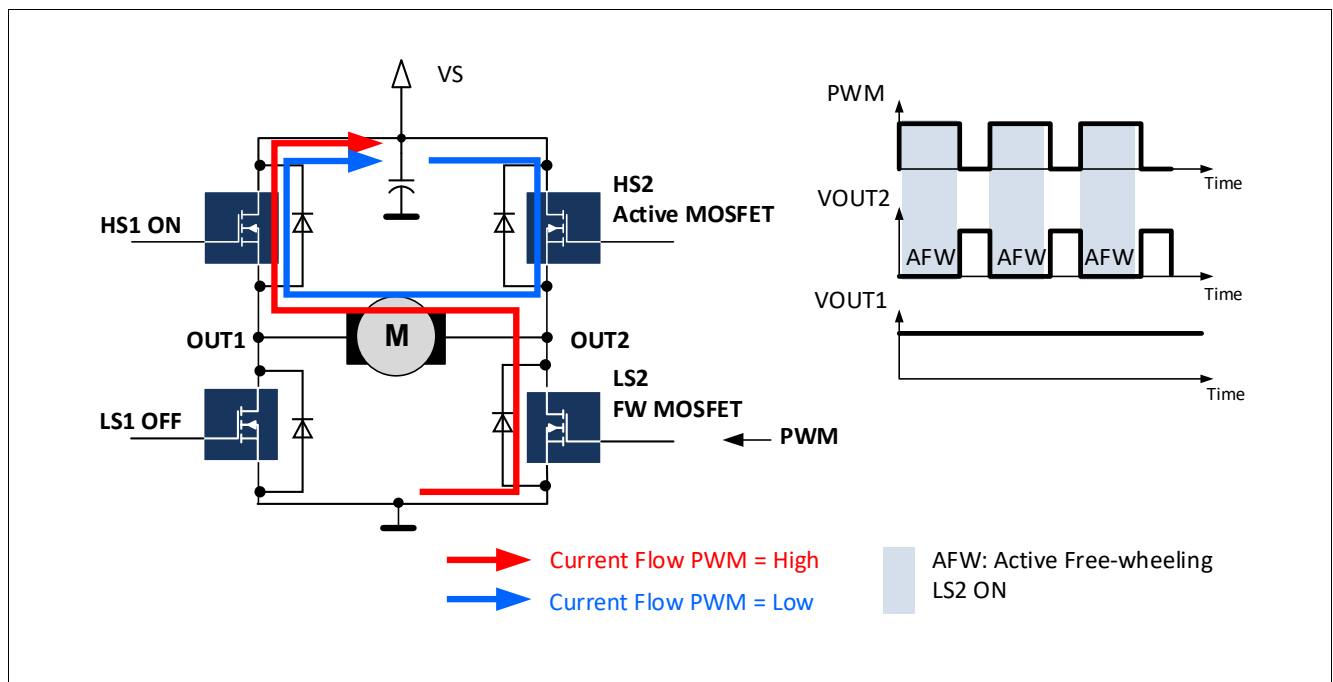 VS
HS1 ON
HS2
Active MOSFET
M
OUT1
OUT2
LS1 OFF
LS2
FW MOSFET
PWM
PWM
Time
VOUT2
AFW
AFW
AFW
Time
VOUT1
Time
Current Flow PWM = High
Current Flow PWM = Low
AFW: Active Free-wheeling
LS2 ON